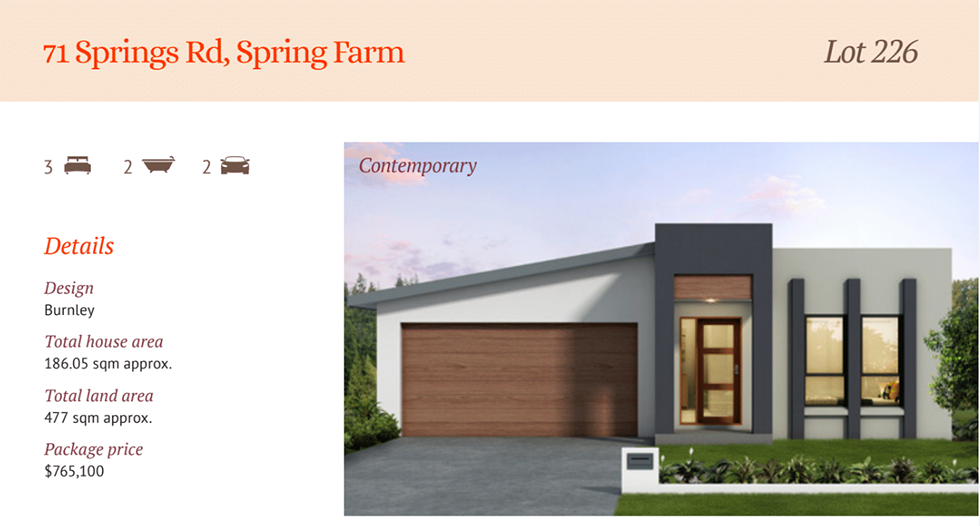 71 Springs Rd, Spring Farm
Lot 226
3 2 2
Contemporary
Details
Design
Burnley
Total house area
186.05 sqm approx.
Total land area
477 sqm approx.
Package price
$765,100